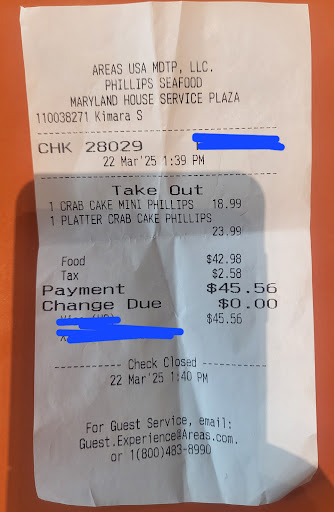 AREAS USA MDTP, LLC.
PHILLIPS SEAFOOD
MARYLAND HOUSE SERVICE PLAZA
110038271 Kimara S
CHK 28029
22 Mar'25 1:39 PM
Take Out
1 CRAB CAKE MINI PHILLIPS 18.99
1 PLATTER CRAB CAKE PHILLIPS
23.99
Food $42.98
Tax $2.58
Payment $45.56
Change Due $0.00
$45.56
Check Closed
22 Mar'25 1:40 PM
For Guest Service, email:
Guest.Experience@Areas.com.
or 1(800)483-8990